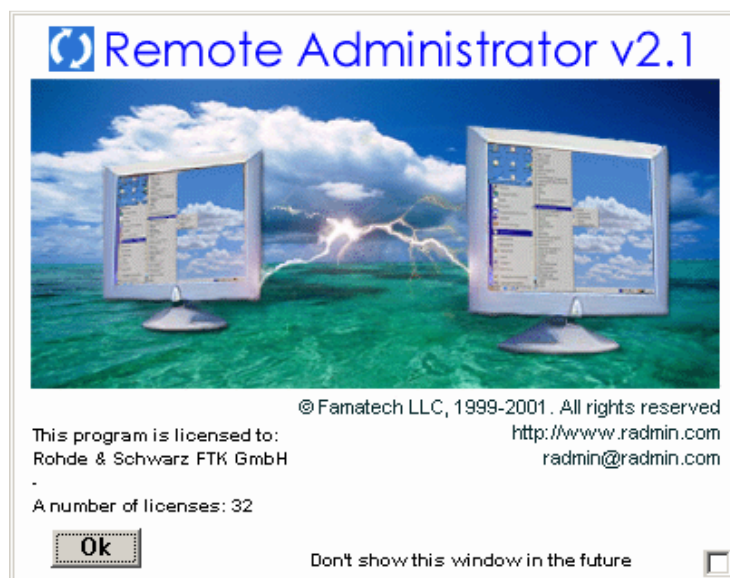 Remote Administrator v2.1
© Famatech LLC, 1999-2001. All rights reserved
This program is licensed to:
http://www.radmin.com
Rohde & Schwarz FTK GmbH
radmin@radmin.com
-
A number of licenses: 32
Ok
Don't show this window in the future